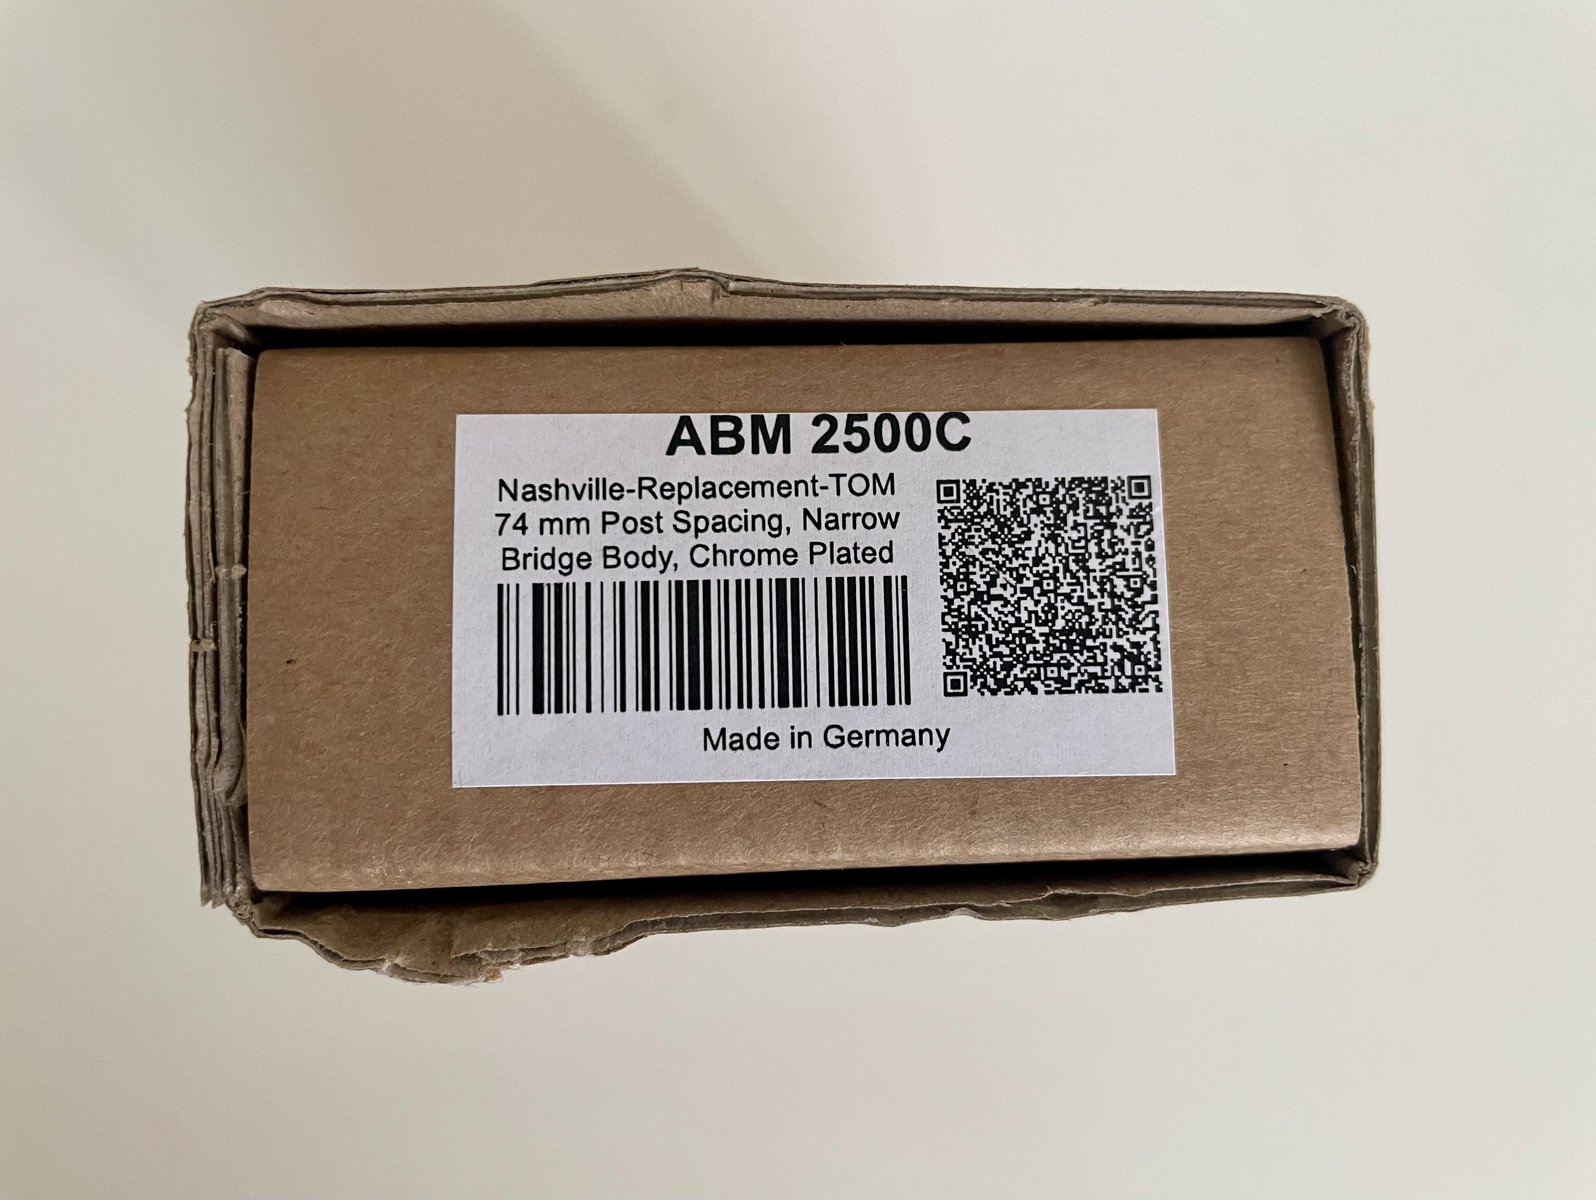 ABM 2500C
Nashville-Replacement-TOM
74 mm Post Spacing, Narrow
Bridge Body, Chrome Plated
Made in Germany